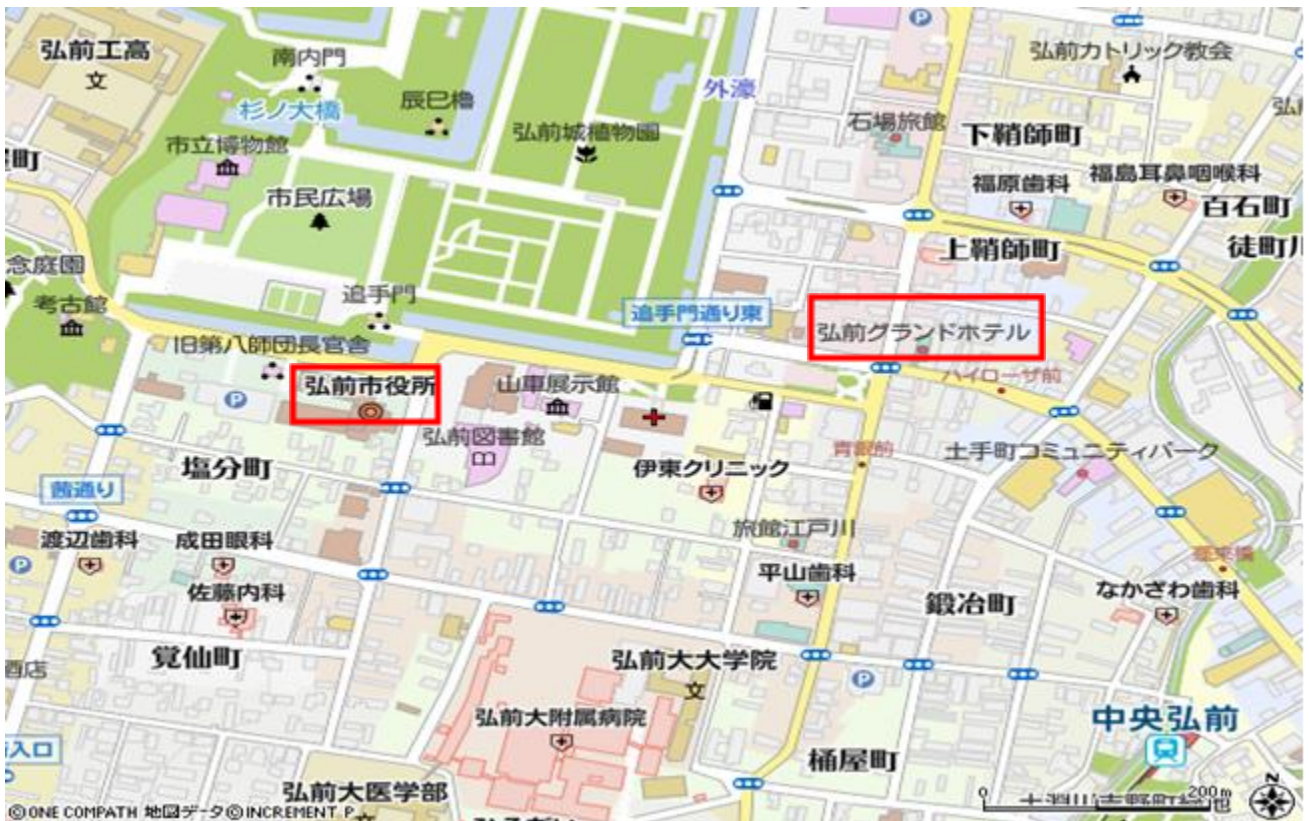 弘前工高
南内門
杉ノ大橋
辰巳櫓
外濠
弘前カトリック教会
市立博物館
弘前城植物園
石場旅館
下鞘師町
市民広場
福原歯科
福島耳鼻咽喉科
百石町
上鞘師町
念庭園
考古館
追手門
追手門通り東
弘前グランドホテル
旧第八師団長官舎
弘前市役所
山車展示館
ハイローザ前
弘前図書館
塩分町
伊東クリニック
青銀前
土手町コミュニティパーク
茜通り
旅館江戸川
渡辺歯科
成田眼科
平山歯科
佐藤内科
鍛冶町
なかざわ歯科
覚仙町
弘前大大学院
酒店
弘前大附属病院
中央弘前
桶屋町
入口
弘前大医学部
0
200m
N
©ONE COMPATH 地図データ©INCREMENT P